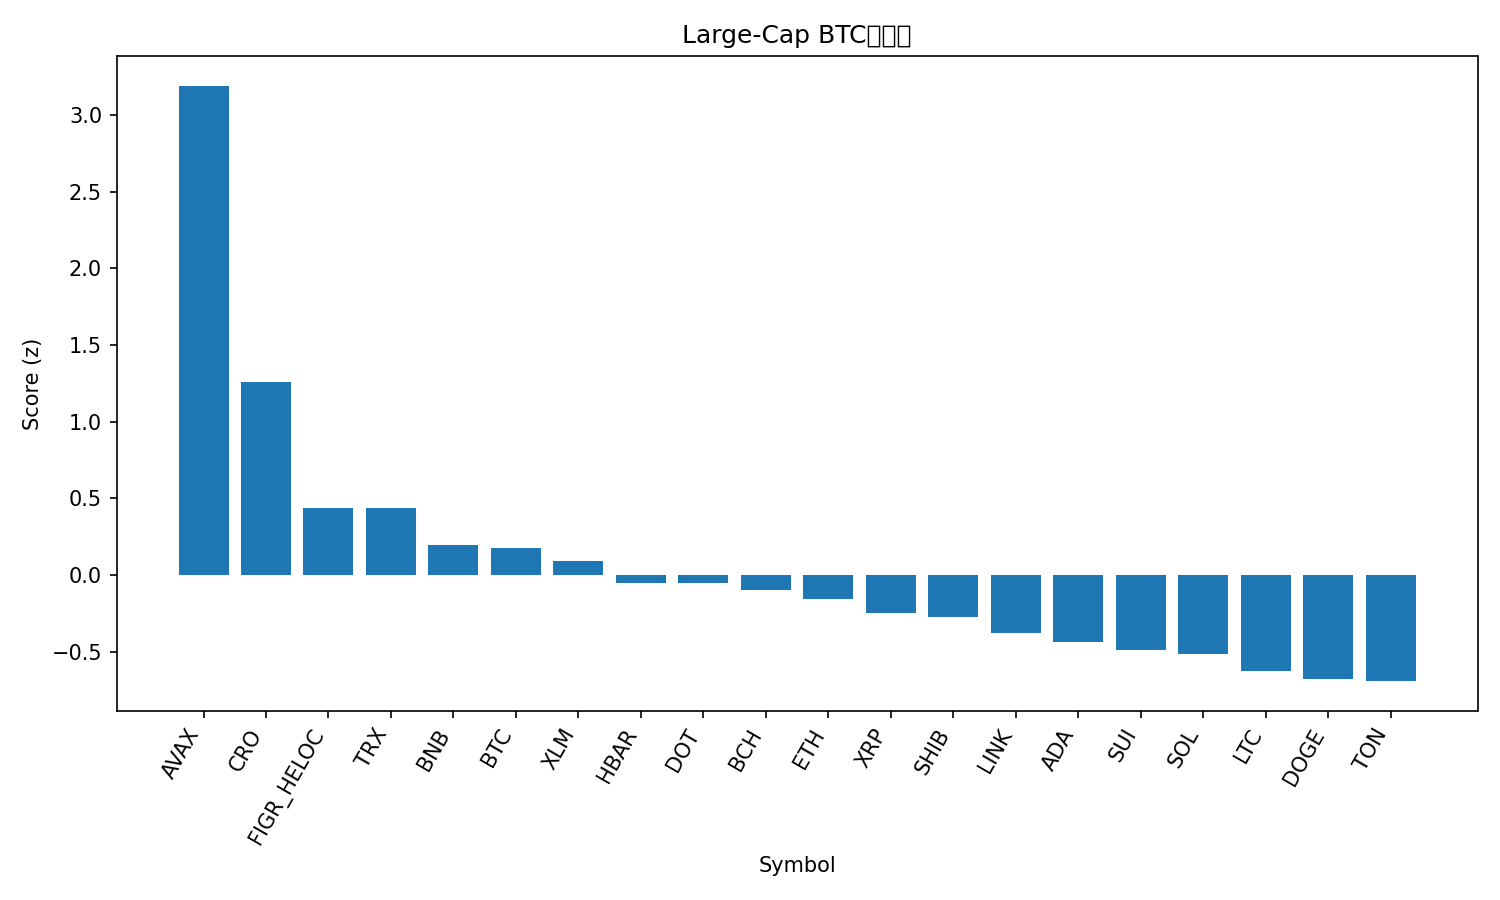 Large-Cap BTC
3.0
2.5
2.0
1.5
1.0
0.5
0.0
−0.5
Score (z)
AVAX
CRO
FIGR_HELOC
TRX
BNB
BTC
XLM
HBAR
DOT
BCH
ETH
XRP
SHIB
LINK
ADA
SUI
SOL
LTC
DOGE
TON
Symbol